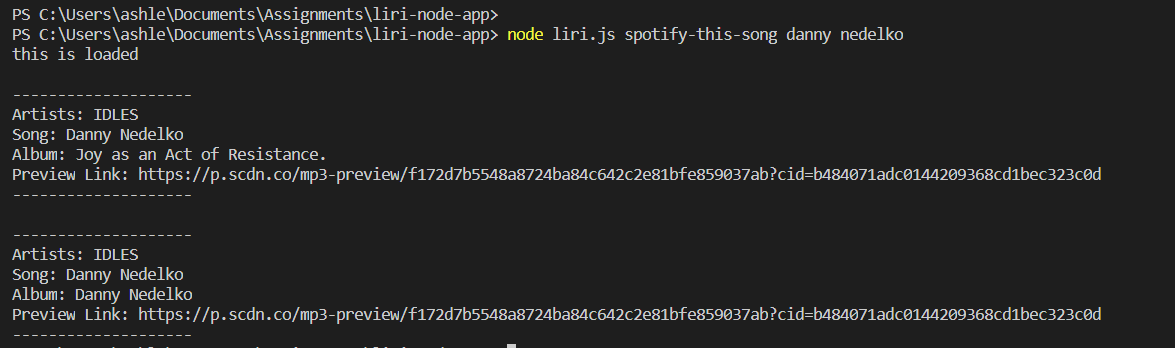 PS C:\Users\ashle\Documents\Assignments\liri-node-app>
PS C:\Users\ashle\Documents\Assignments\liri-node-app> node liri.js spotify-this-song danny nedelko
this is loaded
--------------------
Artists: IDLES
Song: Danny Nedelko
Album: Joy as an Act of Resistance.
Preview Link: https://p.scdn.co/mp3-preview/f172d7b5548a8724ba84c642c2e81bfe859037ab?cid=b484071adc0144209368cd1bec323c0d
--------------------
--------------------
Artists: IDLES
Song: Danny Nedelko
Album: Danny Nedelko
Preview Link: https://p.scdn.co/mp3-preview/f172d7b5548a8724ba84c642c2e81bfe859037ab?cid=b484071adc0144209368cd1bec323c0d
--------------------